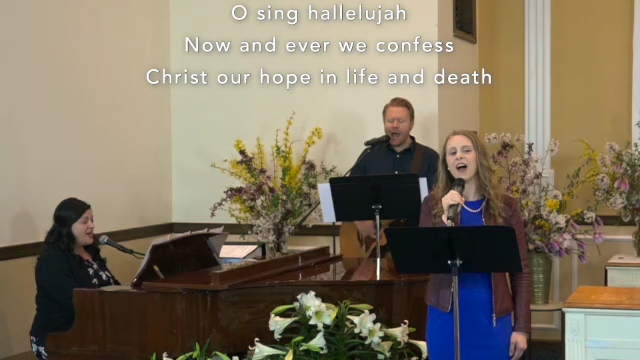 O sing hallelujah
Now and ever we confess
Christ our hope in life and death